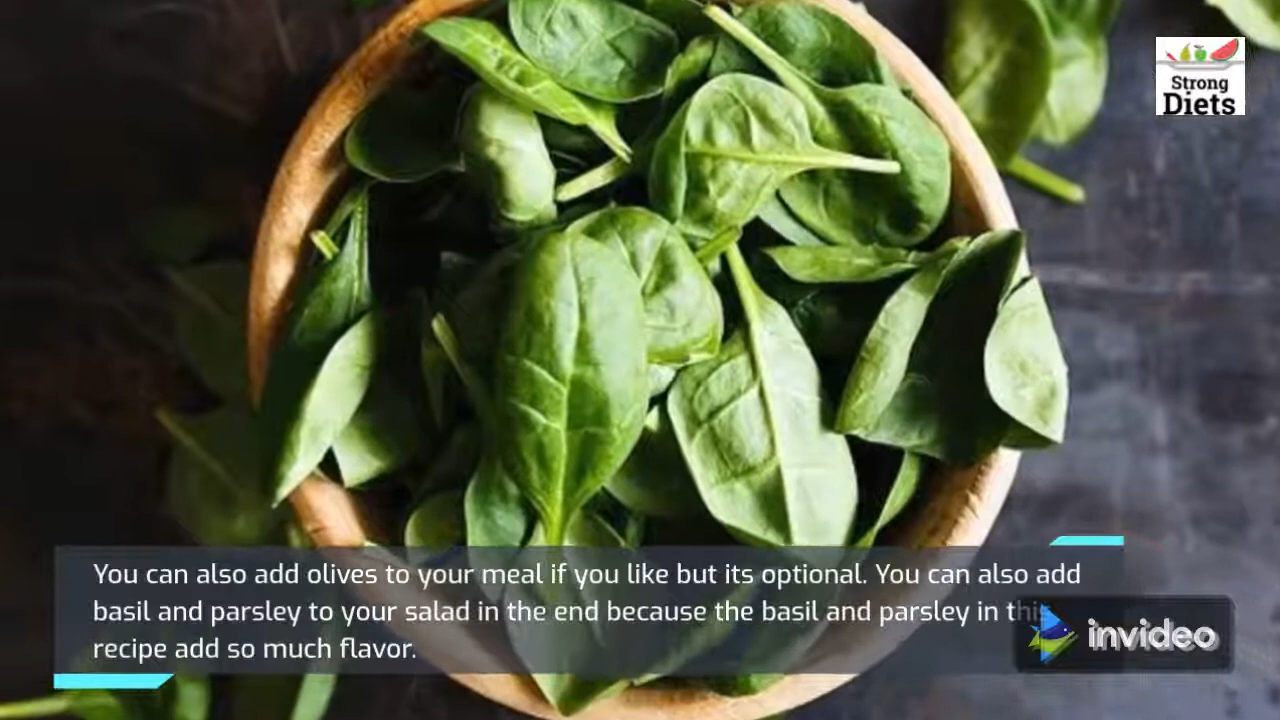 Strong
Diets
You can also add olives to your meal if you like but its optional. You can also add
basil and parsley to your salad in the end because the basil and parsley in this
recipe add so much flavor.
invideo